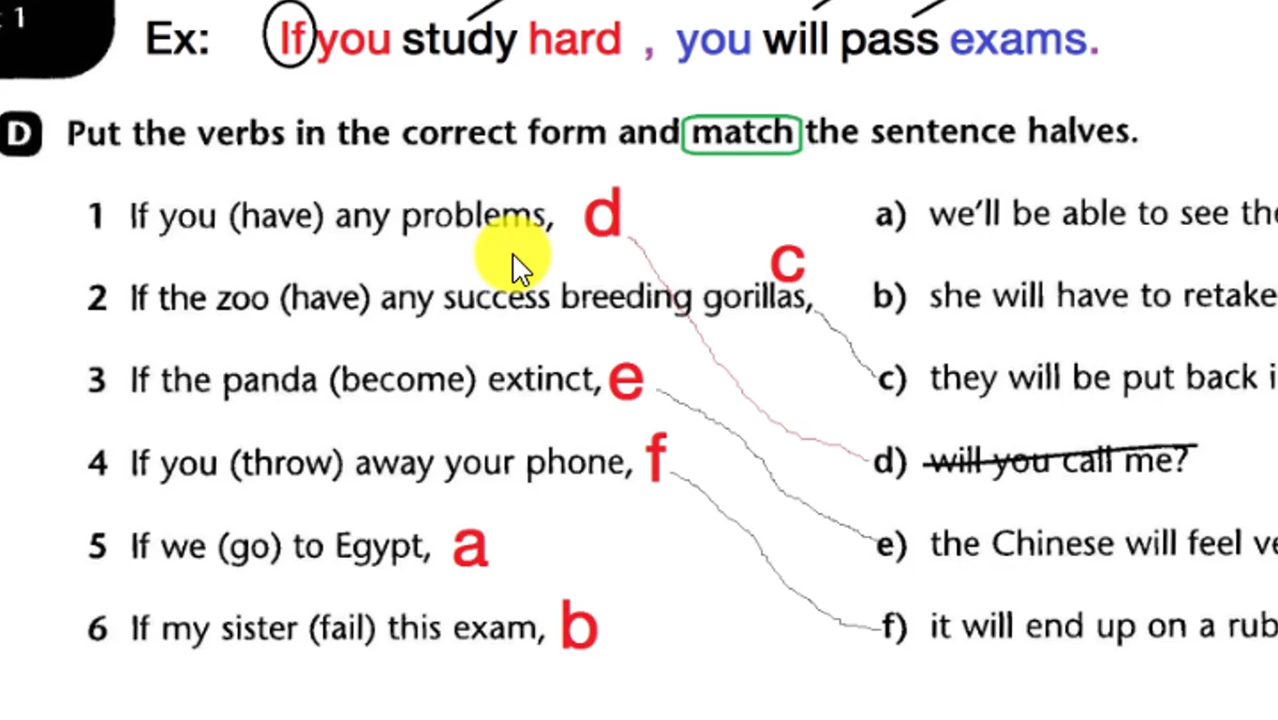 1
Ex: If you study hard , you will pass exams.
D Put the verbs in the correct form and match the sentence halves.
1 If you (have) any problems, d
a) we'll be able to see
2 If the zoo (have) any success breeding gorillas, c
b) she will have to retake
3 If the panda (become) extinct, e
c) they will be put back
4 If you (throw) away your phone, f
d) will you call me?
5 If we (go) to Egypt, a
e) the Chinese will feel
6 If my sister (fail) this exam, b
f) it will end up on a